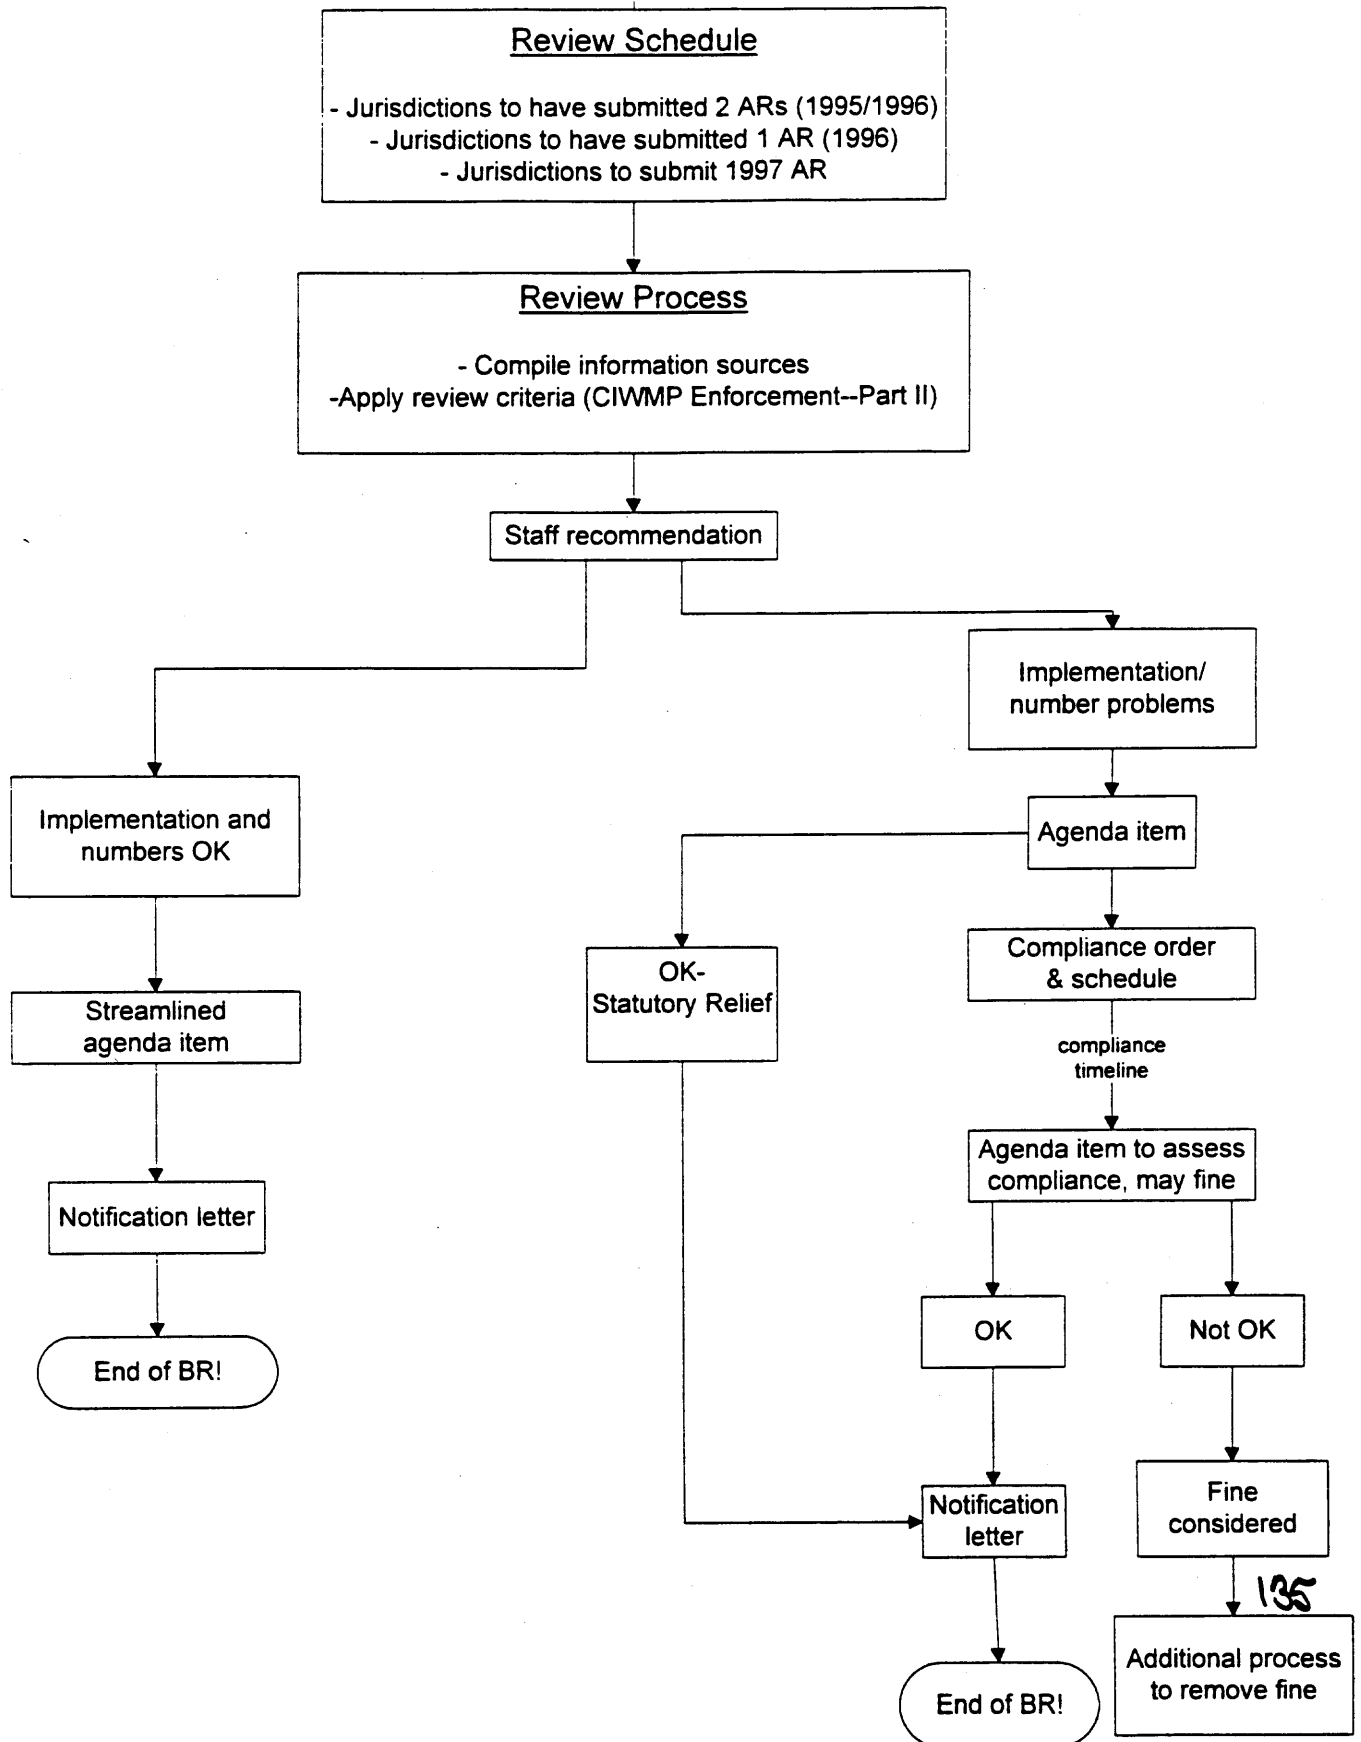 Review Schedule
- Jurisdictions to have submitted 2 ARs (1995/1996)
- Jurisdictions to have submitted 1 AR (1996)
- Jurisdictions to submit 1997 AR
Review Process
- Compile information sources
-Apply review criteria (CIWMP Enforcement--Part II)
Staff recommendation
Implementation/
number problems
Implementation and
numbers OK
Agenda item
OK-
Statutory Relief
Compliance order
& schedule
Streamlined
agenda item
compliance
timeline
Agenda item to assess
compliance, may fine
Notification letter
OK
Not OK
End of BR!
Notification
letter
Fine
considered
135
Additional process
to remove fine
End of BR!